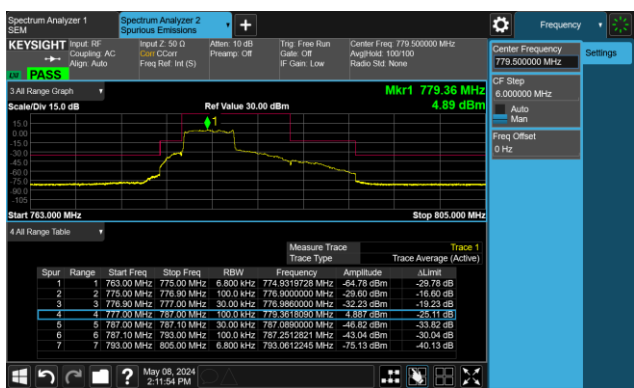 Spectrum Analyzer 1
SEM
Spectrum Analyzer 2
Spurious Emissions
+
Frequency
KEYSIGHT
Input: RF
Coupling: AC
Align: Auto
Input Z: 50 Ω
Corr CCorr
Freq Ref: Int (S)
Atten: 10 dB
Preamp: Off
Trig: Free Run
Gate: Off
IF Gain: Low
Center Freq: 779.500000 MHz
Avg|Hold: 100/100
Radio Std: None
PASS
Center Frequency
779.500000 MHz
Settings
CF Step
6.000000 MHz
Auto
Man
Freq Offset
0 Hz
3 All Range Graph
Mkr1 779.36 MHz
Scale/Div 15.0 dB
Ref Value 30.00 dBm
4.89 dBm
1
15.0
0.00
-15.0
-30.0
-45.0
-60.0
-75.0
-90.0
-105
Start 763.000 MHz
Stop 805.000 MHz
4 All Range Table
Measure Trace Trace 1
Trace Type Trace Average (Active)
Spur Range Start Freq Stop Freq RBW Frequency Amplitude ΔLimit
1 1 763.00 MHz 775.00 MHz 6.800 kHz 774.9319728 MHz -64.78 dBm -29.78 dB
2 2 775.00 MHz 776.90 MHz 100.0 kHz 776.9000000 MHz -29.60 dBm -16.60 dB
3 3 776.90 MHz 777.00 MHz 30.00 kHz 776.9860000 MHz -32.23 dBm -19.23 dB
4 4 777.00 MHz 787.00 MHz 100.0 kHz 779.3618090 MHz 4.887 dBm -25.11 dB
5 5 787.00 MHz 787.10 MHz 30.00 kHz 787.0890000 MHz -46.82 dBm -33.82 dB
6 6 787.10 MHz 793.00 MHz 100.0 kHz 787.2512821 MHz -43.04 dBm -30.04 dB
7 7 793.00 MHz 805.00 MHz 6.800 kHz 793.0612245 MHz -75.13 dBm -40.13 dB
?
May 08, 2024
2:11:54 PM